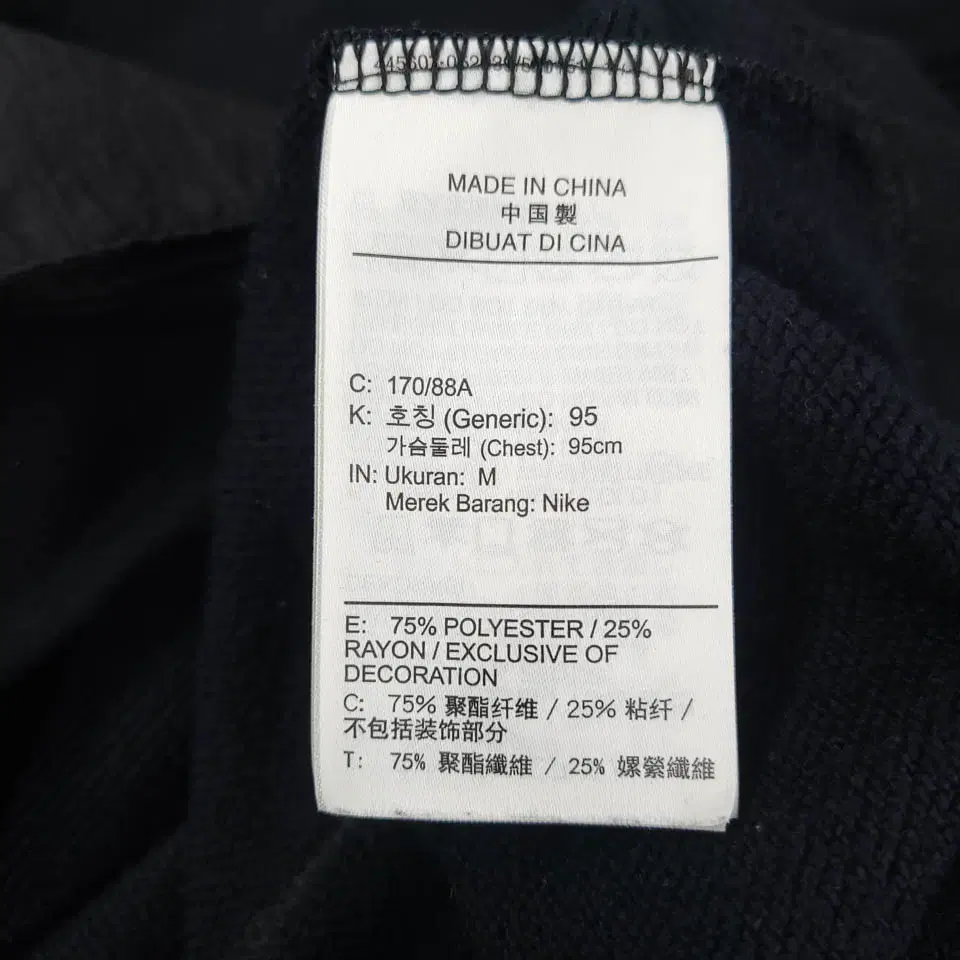 MADE IN CHINA
中国製
DIBUAT DI CINA
C: 170/88A
K: 호칭 (Generic): 95
가슴둘레 (Chest): 95cm
IN: Ukuran: M
Merek Barang: Nike
E: 75% POLYESTER / 25%
RAYON / EXCLUSIVE OF
DECORATION
C: 75% 聚酯纤维 / 25% 粘纤 /
不包括装饰部分
T: 75% 聚酯纖維 / 25% 嫘縈纖維